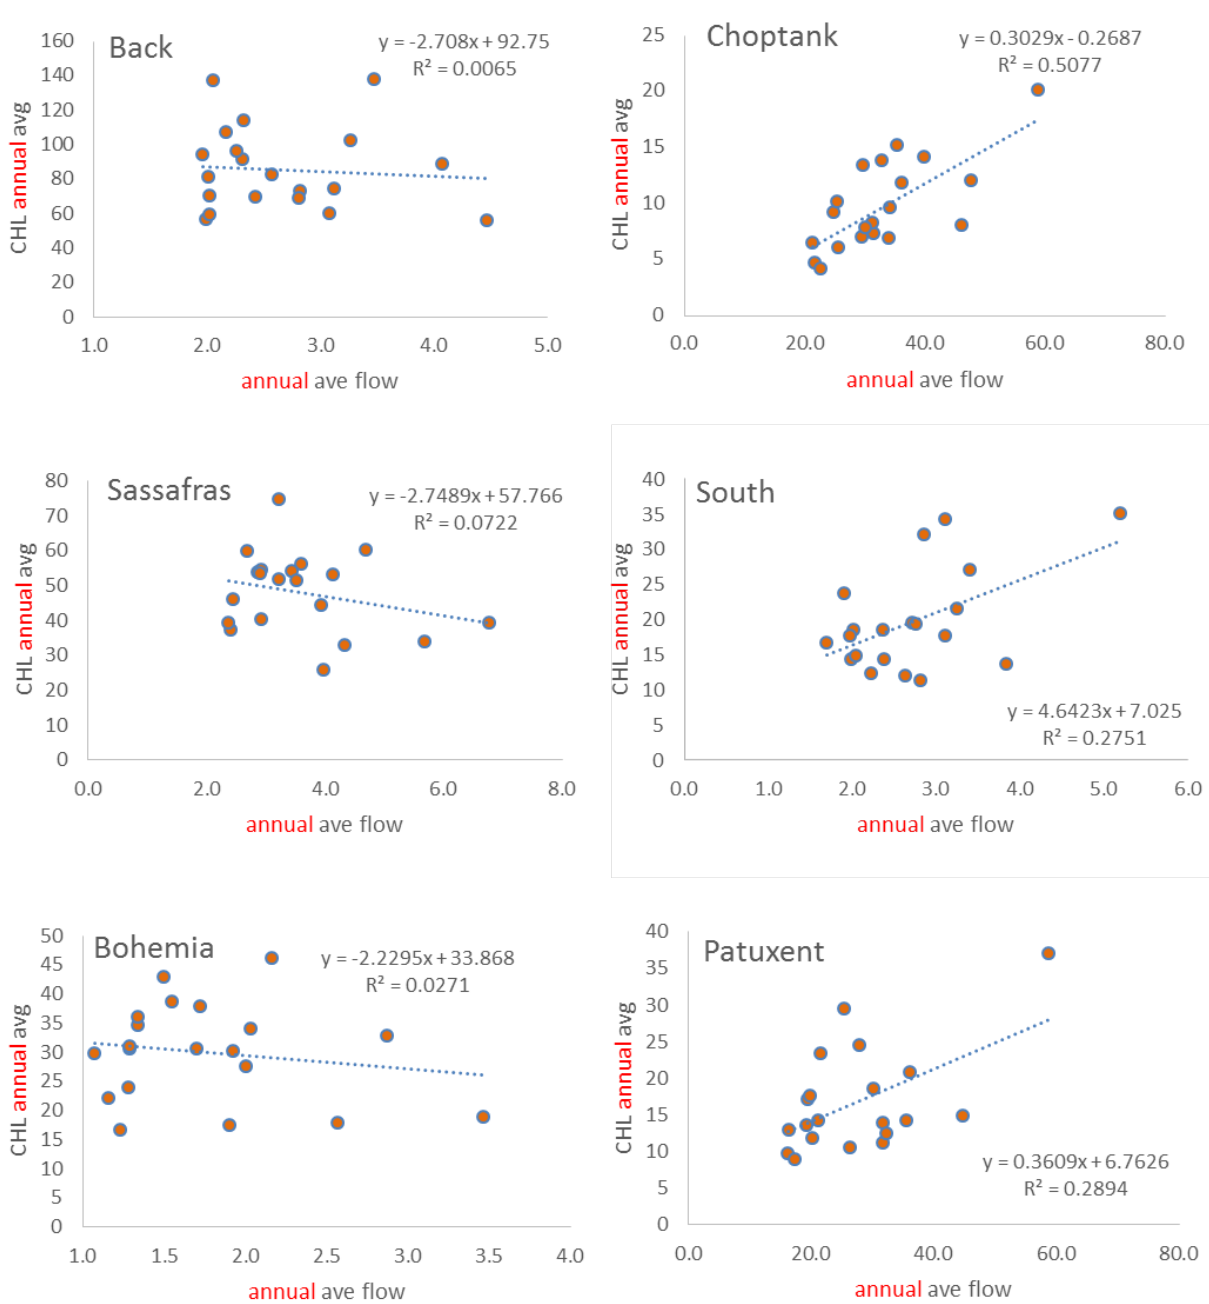 Back
y = -2.708x + 92.75
R² = 0.0065
160
140
120
100
80
60
40
20
0
CHL annual avg
1.0 2.0 3.0 4.0 5.0
annual ave flow
Choptank
y = 0.3029x - 0.2687
R² = 0.5077
25
20
15
10
5
0
CHL annual avg
0.0 20.0 40.0 60.0 80.0
annual ave flow
Sassafras
y = -2.7489x + 57.766
R² = 0.0722
80
70
60
50
40
30
20
10
0
CHL annual avg
0.0 2.0 4.0 6.0 8.0
annual ave flow
South
40
35
30
25
20
15
10
5
0
CHL annual avg
y = 4.6423x + 7.025
R² = 0.2751
0.0 1.0 2.0 3.0 4.0 5.0 6.0
annual ave flow
Bohemia
y = -2.2295x + 33.868
R² = 0.0271
50
45
40
35
30
25
20
15
10
5
0
CHL annual avg
1.0 1.5 2.0 2.5 3.0 3.5 4.0
annual ave flow
Patuxent
40
35
30
25
20
15
10
5
0
CHL annual avg
y = 0.3609x + 6.7626
R² = 0.2894
0.0 20.0 40.0 60.0 80.0
annual ave flow